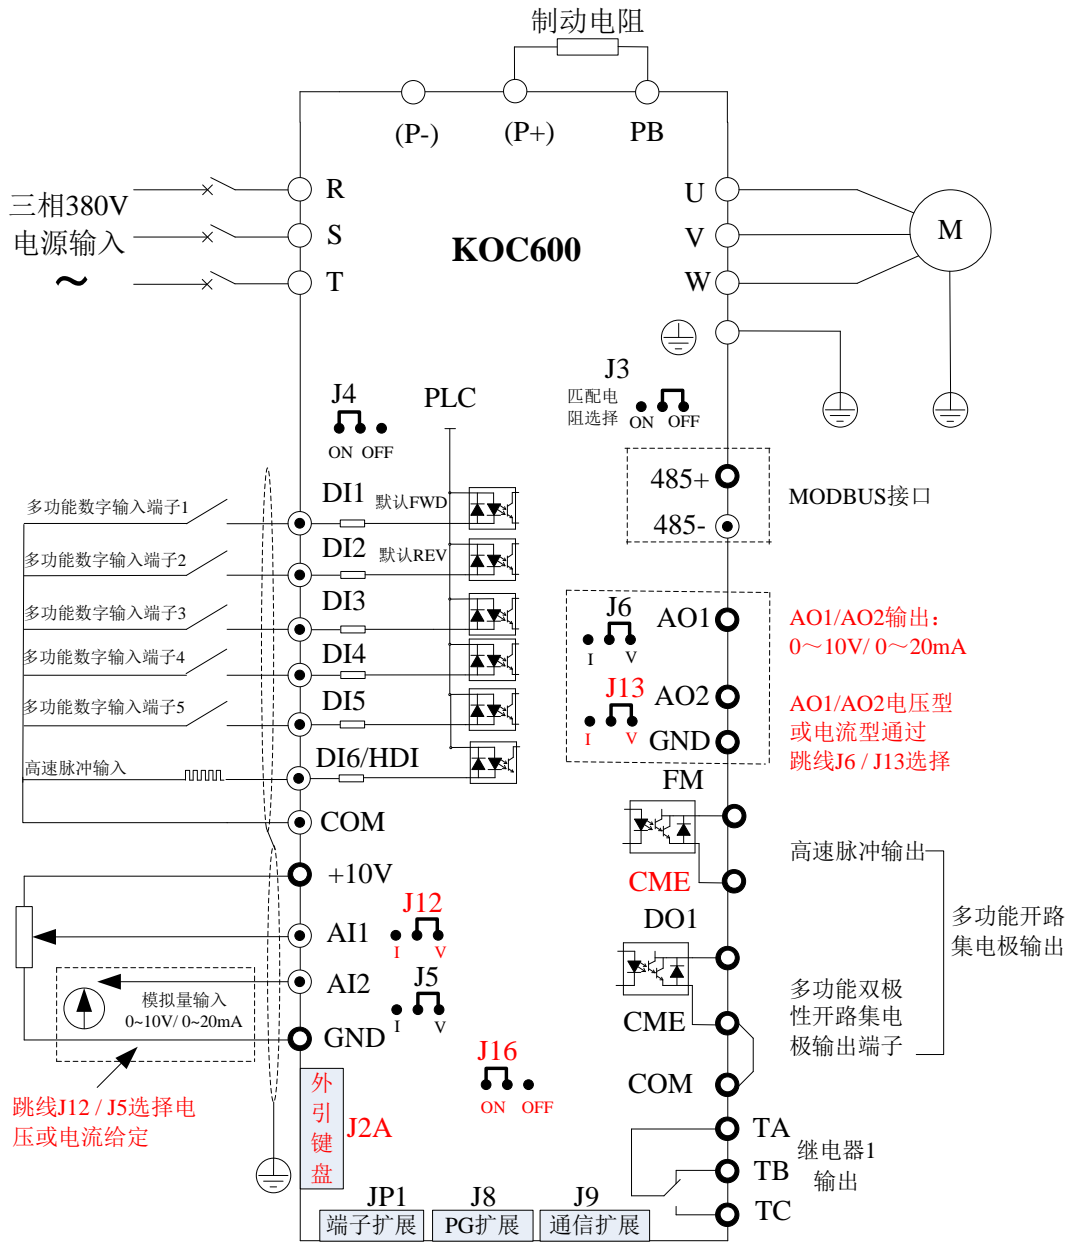 制动电阻
(P-)
(P+)
PB
三相380V
电源输入
~
R
S
T
KOC600
U
V
W
M
J3
匹配电
阻选择
ON
OFF
J4
ON OFF
PLC
485+
485-
MODBUS接口
多功能数字输入端子1
DI1
默认FWD
多功能数字输入端子2
DI2
默认REV
多功能数字输入端子3
DI3
多功能数字输入端子4
DI4
多功能数字输入端子5
DI5
高速脉冲输入
DI6/HDI
COM
J6
I
V
AO1
J13
I
V
AO2
GND
AO1/AO2输出:
0～10V/ 0～20mA
AO1/AO2电压型
或电流型通过
跳线J6 / J13选择
FM
CME
高速脉冲输出
DO1
CME
多功能双极
性开路集电
极输出端子
多功能开路
集电极输出
COM
+10V
AI1
J12
I
V
AI2
J5
I
V
模拟量输入
0~10V/ 0~20mA
GND
跳线J12 / J5选择电
压或电流给定
J16
ON OFF
外
引
键
盘
J2A
TA
TB
TC
继电器1
输出
JP1
端子扩展
J8
PG扩展
J9
通信扩展